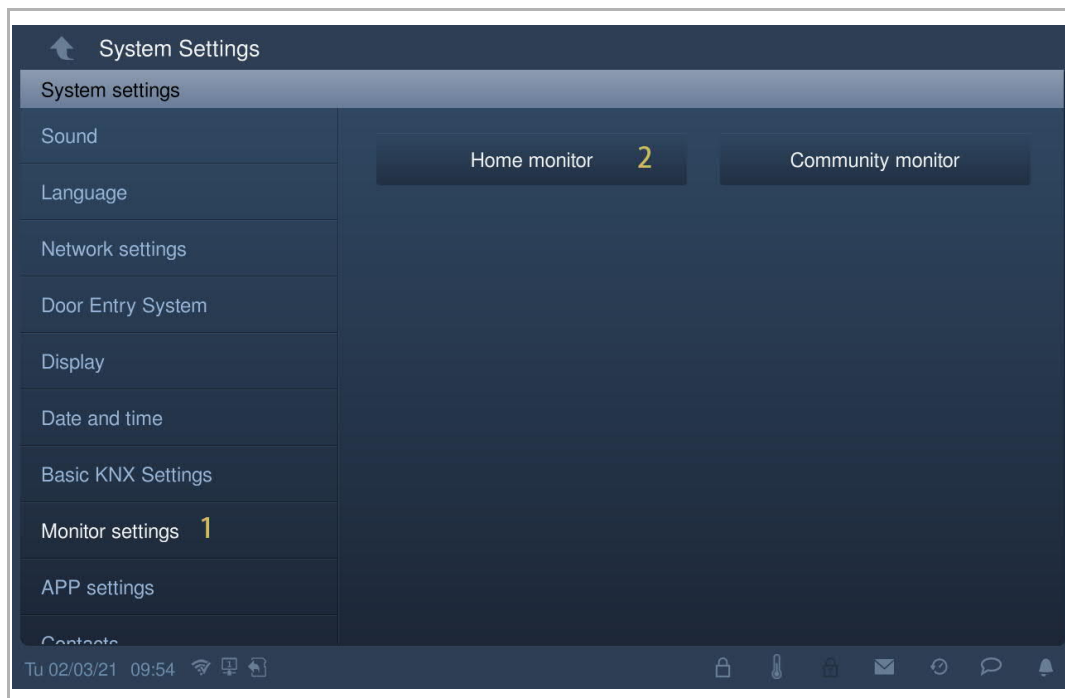 System Settings
System settings
Sound
Language
Network settings
Door Entry System
Display
Date and time
Basic KNX Settings
Monitor settings 1
APP settings
Contacts
Home monitor 2
Community monitor
Tu 02/03/21 09:54